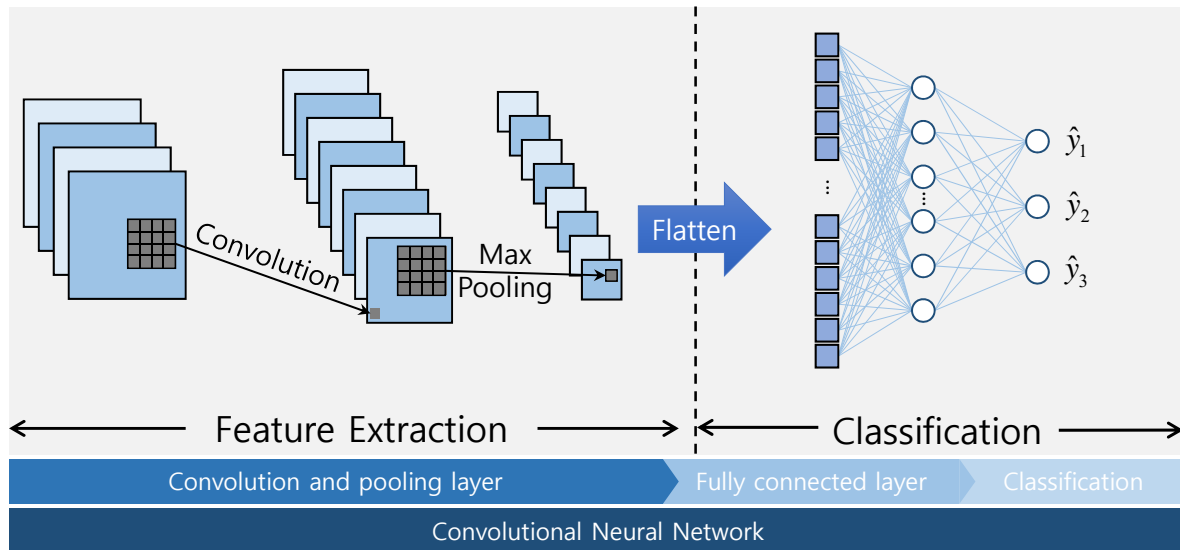 Convolution
Max
Pooling
Flatten
...
...
ŷ₁
ŷ₂
ŷ₃
Feature Extraction
Classification
Convolution and pooling layer
Fully connected layer
Classification
Convolutional Neural Network